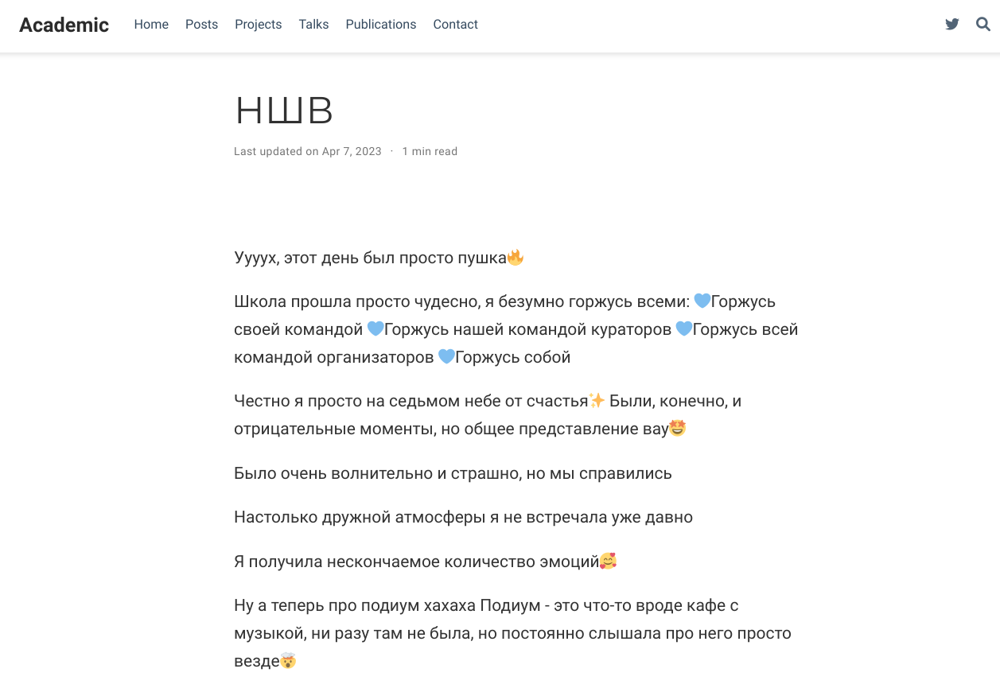 Academic Home Posts Projects Talks Publications Contact
НШВ
Last updated on Apr 7, 2023 · 1 min read
Уууух, этот день был просто пушка🔥
Школа прошла просто чудесно, я безумно горжусь всеми: 💙Горжусь
своей командой 💙Горжусь нашей командой кураторов 💙Горжусь всей
командой организаторов 💙Горжусь собой
Честно я просто на седьмом небе от счастья✨ Были, конечно, и
отрицательные моменты, но общее представление вау🤩
Было очень волнительно и страшно, но мы справились
Настолько дружной атмосферы я не встречала уже давно
Я получила нескончаемое количество эмоций🥰
Ну а теперь про подиум хахаха Подиум - это что-то вроде кафе с
музыкой, ни разу там не была, но постоянно слышала про него просто
везде🤯